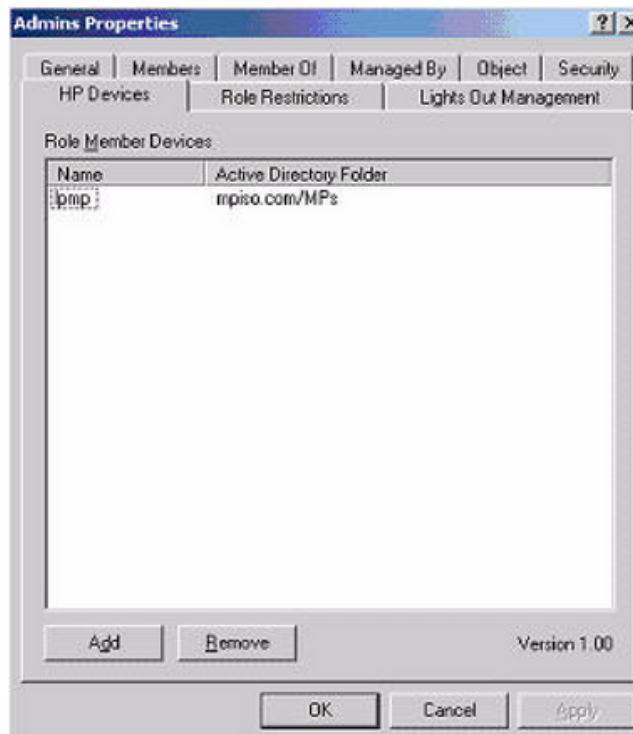 Admins Properties
General Members Member Of Managed By Object Security
HP Devices Role Restrictions Lights Out Management
Role Member Devices
Name Active Directory Folder
lpmp mpiso.com/MPs
Add Remove Version 1.00
OK Cancel Apply